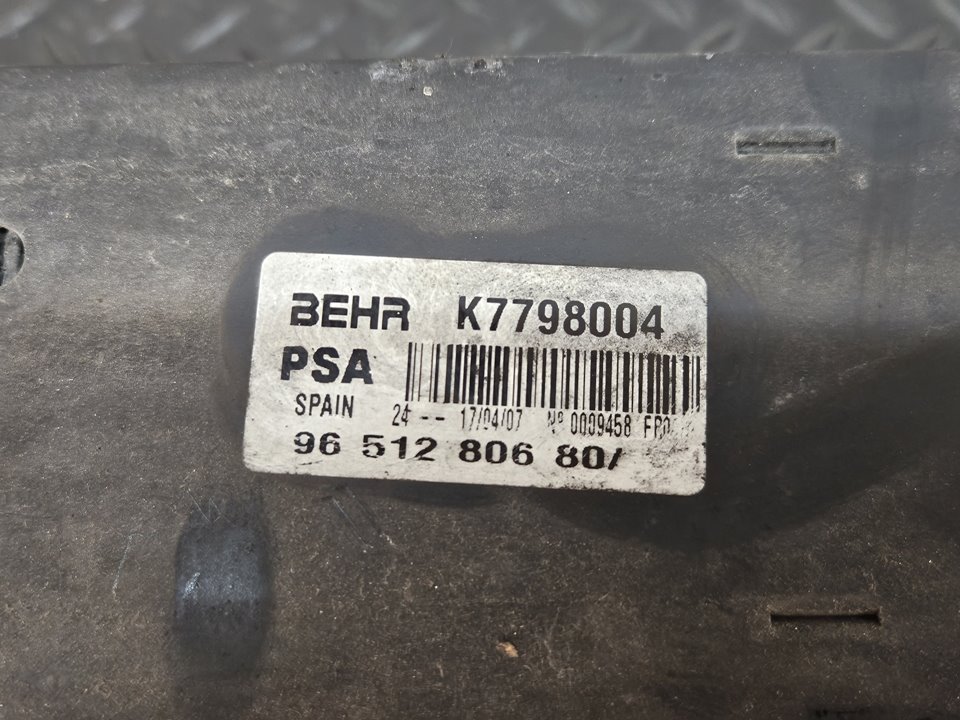 BEHR K7798004
PSA
SPAIN 24 -- 17/04/07 Nº 0009458
96 512 806 80/